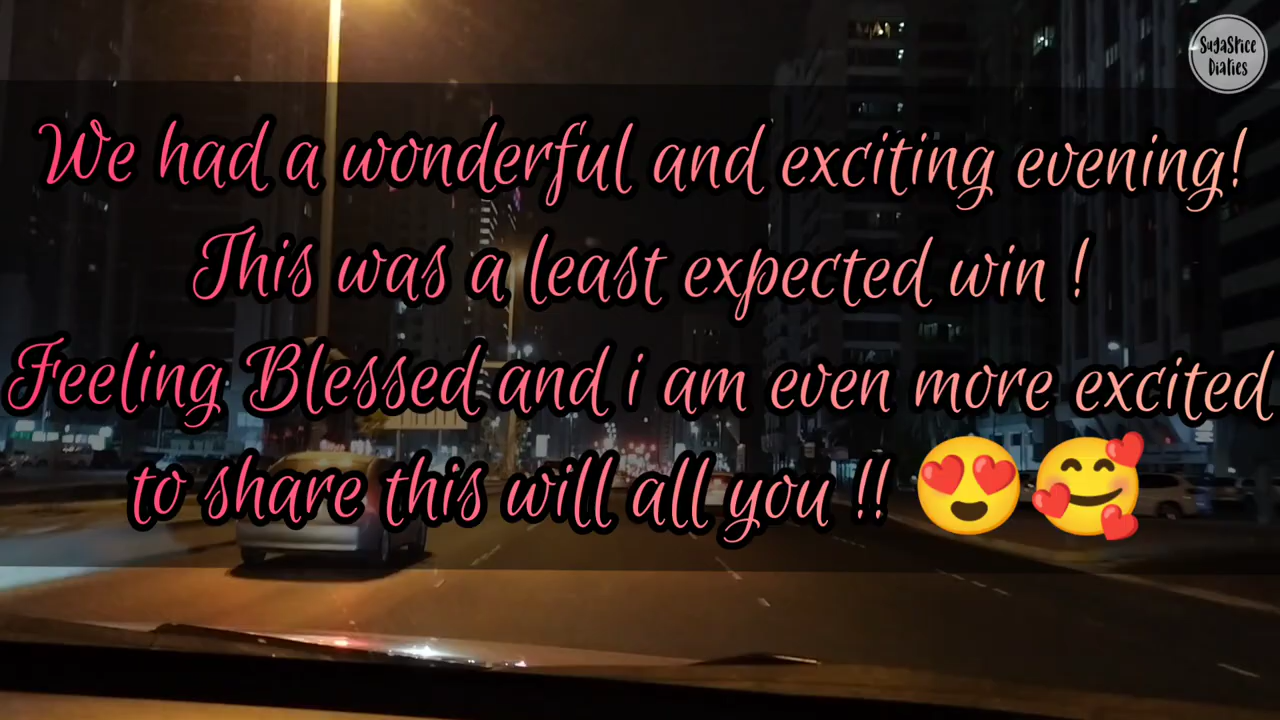 SugaSpice
Diaries
We had a wonderful and exciting evening!
This was a least expected win !
Feeling Blessed and i am even more excited
to share this will all you !! 😍🥰